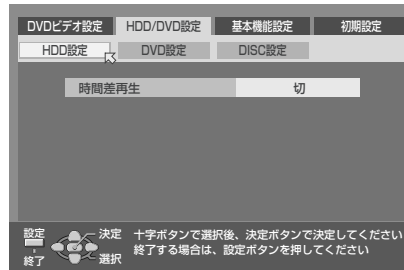 DVDビデオ設定 HDD/DVD設定 基本機能設定 初期設定
HDD設定 DVD設定 DISC設定
時間差再生 切
設定 決定 十字ボタンで選択後、決定ボタンで決定してください
終了 選択 終了する場合は、設定ボタンを押してください